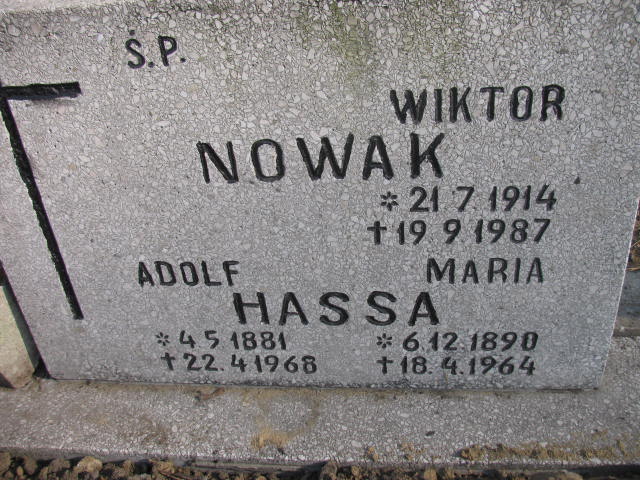 Ś.P.
WIKTOR
NOWAK
* 21.7.1914
† 19.9.1987
ADOLF MARIA
HASSA
* 4.5.1881 * 6.12.1890
† 22.4.1968 † 18.4.1964